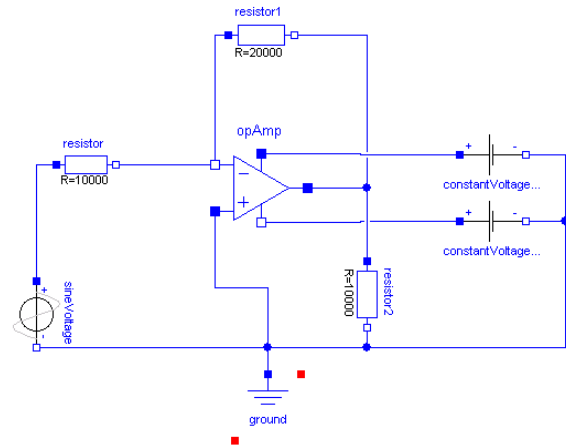 resistor1
R=20000
opAmp
resistor
R=10000
+ -
constantVoltage...
+ -
constantVoltage...
−
+
resistor2
R=10000
+
sineVoltage
-
ground